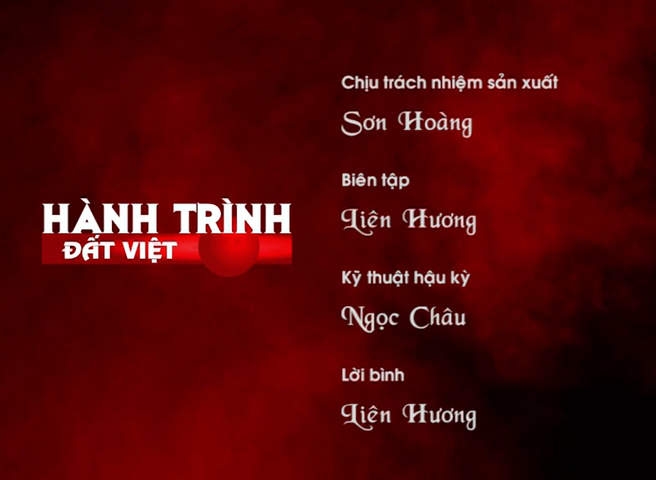 HÀNH TRÌNH
ĐẤT VIỆT
Chịu trách nhiệm sản xuất
Sơn Hoàng
Biên tập
Liên Hương
Kỹ thuật hậu kỳ
Ngọc Châu
Lời bình
Liên Hương